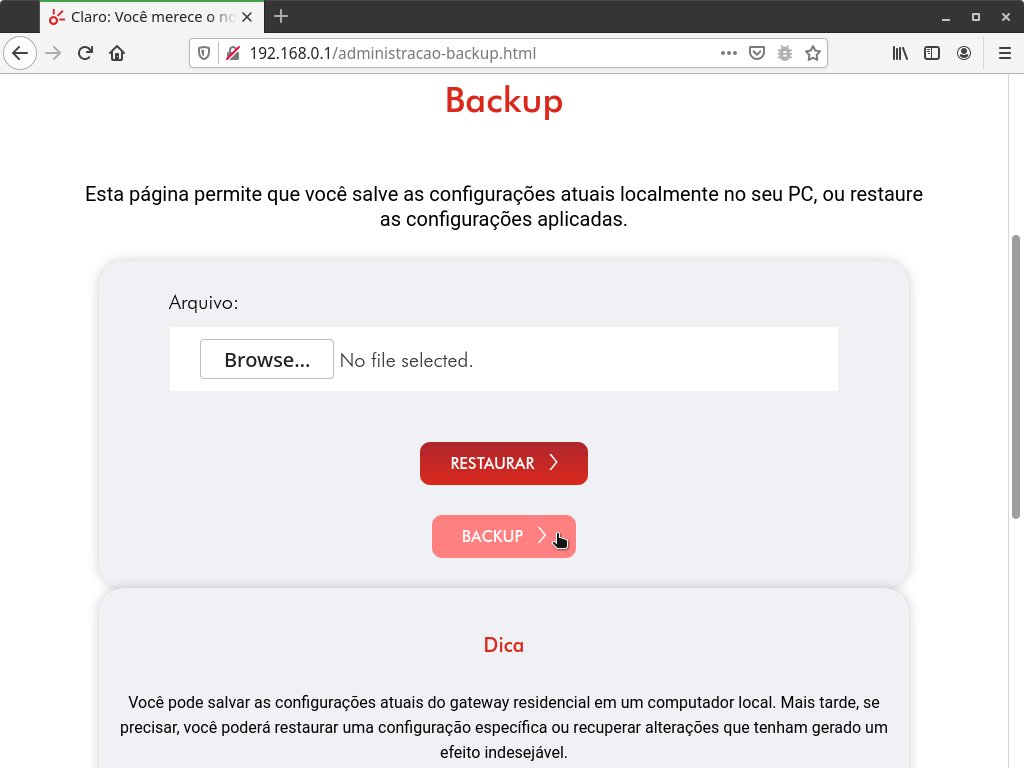 Claro: Você merece o no
192.168.0.1/administracao-backup.html
Backup
Esta página permite que você salve as configurações atuais localmente no seu PC, ou restaure
as configurações aplicadas.
Arquivo:
Browse... No file selected.
RESTAURAR
BACKUP
Dica
Você pode salvar as configurações atuais do gateway residencial em um computador local. Mais tarde, se
precisar, você poderá restaurar uma configuração específica ou recuperar alterações que tenham gerado um
efeito indesejável.